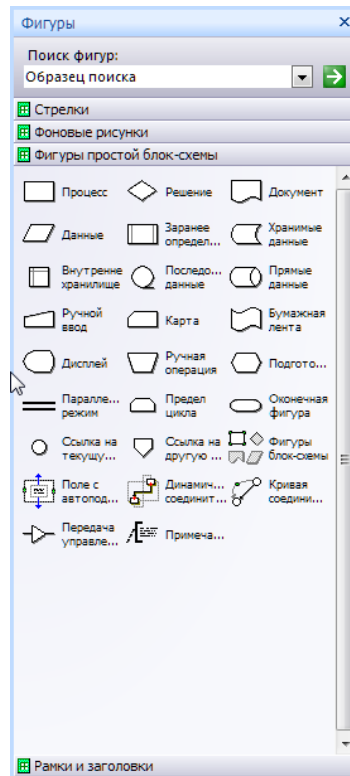 Фигуры
Поиск фигур:
Образец поиска
Стрелки
Фоновые рисунки
Фигуры простой блок-схемы
Процесс
Решение
Документ
Данные
Заранее определ...
Хранимые данные
Внутренне хранилище
Последо... данные
Прямые данные
Ручной ввод
Карта
Бумажная лента
Дисплей
Ручная операция
Подгото...
Паралле... режим
Предел цикла
Оконечная фигура
Ссылка на текущу...
Ссылка на другую ...
Фигуры блок-схемы
Поле с автопод...
Динамич... соединит...
Кривая соедини...
Передача управле...
Примеча...
Рамки и заголовки